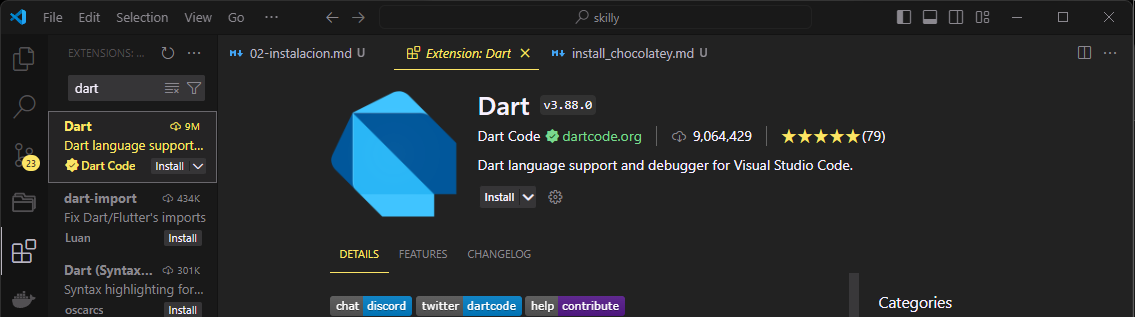 File Edit Selection View Go ··· skilly
EXTENSIONS: ...
dart
Dart 9M
Dart language support...
Dart Code Install
dart-import 434K
Fix Dart/Flutter's imports
Luan Install
Dart (Syntax... 301K
Syntax highlighting for...
oscarcs Install
23
02-instalacion.md U Extension: Dart install_chocolatey.md U
Dart v3.88.0
Dart Code dartcode.org 9,064,429 (79)
Dart language support and debugger for Visual Studio Code.
Install
DETAILS FEATURES CHANGELOG
chat discord twitter dartcode help contribute
Categories